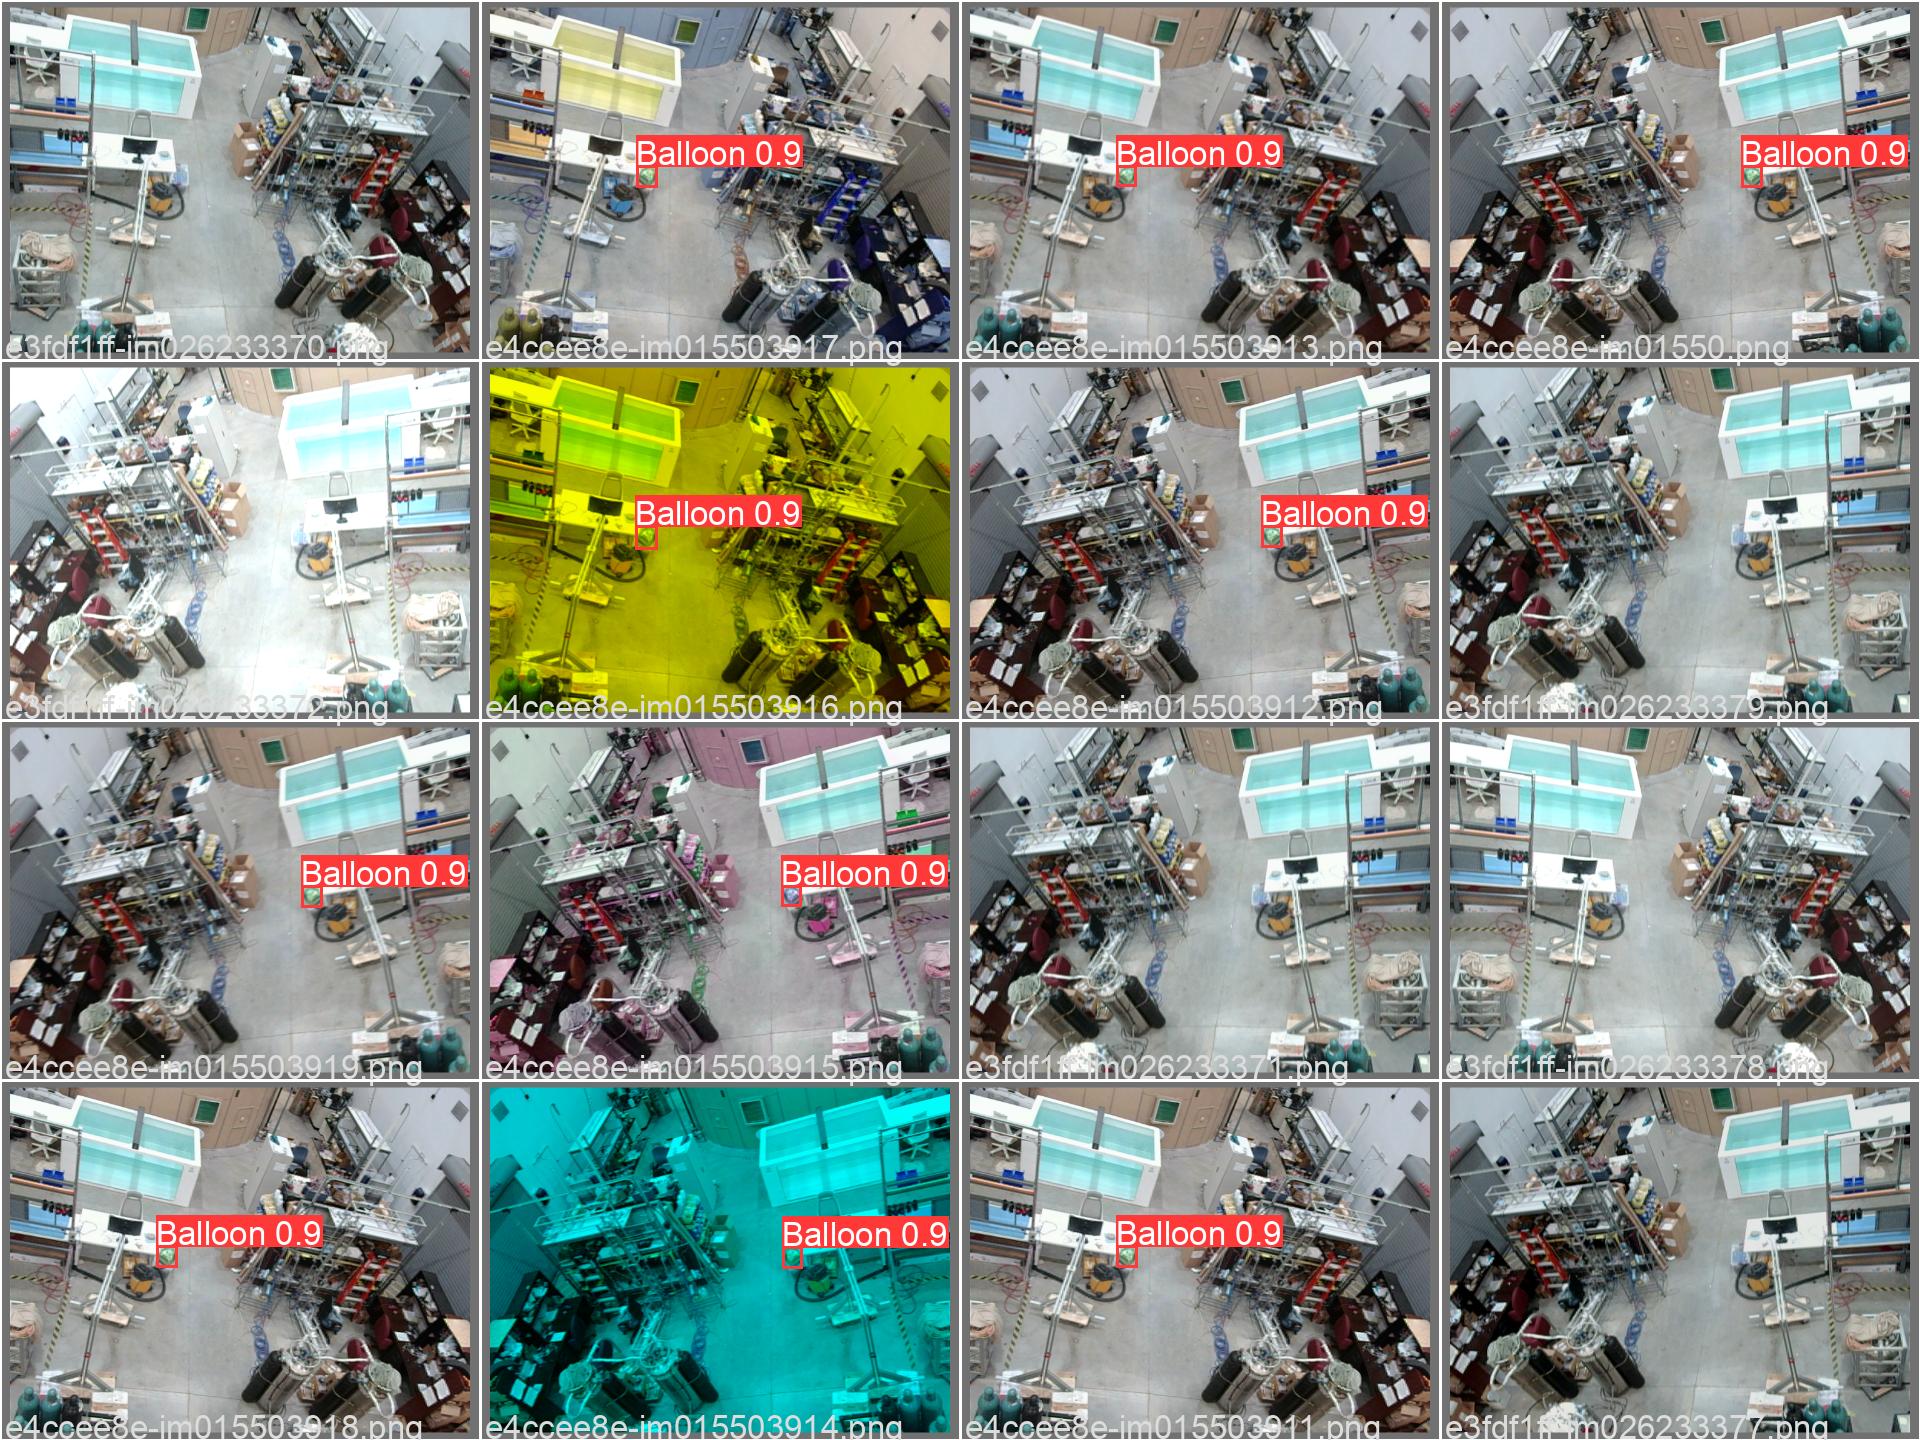 e3fdf1ff-im026233370.png
Balloon 0.9
e4ccee8e-im015503917.png
Balloon 0.9
e4ccee8e-im015503913.png
Balloon 0.9
e4ccee8e-im01550.png
e3fdf1ff-im026233372.png
Balloon 0.9
e4ccee8e-im015503916.png
Balloon 0.9
e4ccee8e-im015503912.png
e3fdf1ff-im026233379.png
Balloon 0.9
e4ccee8e-im015503919.png
Balloon 0.9
e4ccee8e-im015503915.png
e3fdf1ff-im026233371.png
e3fdf1ff-im026233378.png
Balloon 0.9
e4ccee8e-im015503918.png
Balloon 0.9
e4ccee8e-im015503914.png
Balloon 0.9
e4ccee8e-im015503911.png
e3fdf1ff-im026233377.png